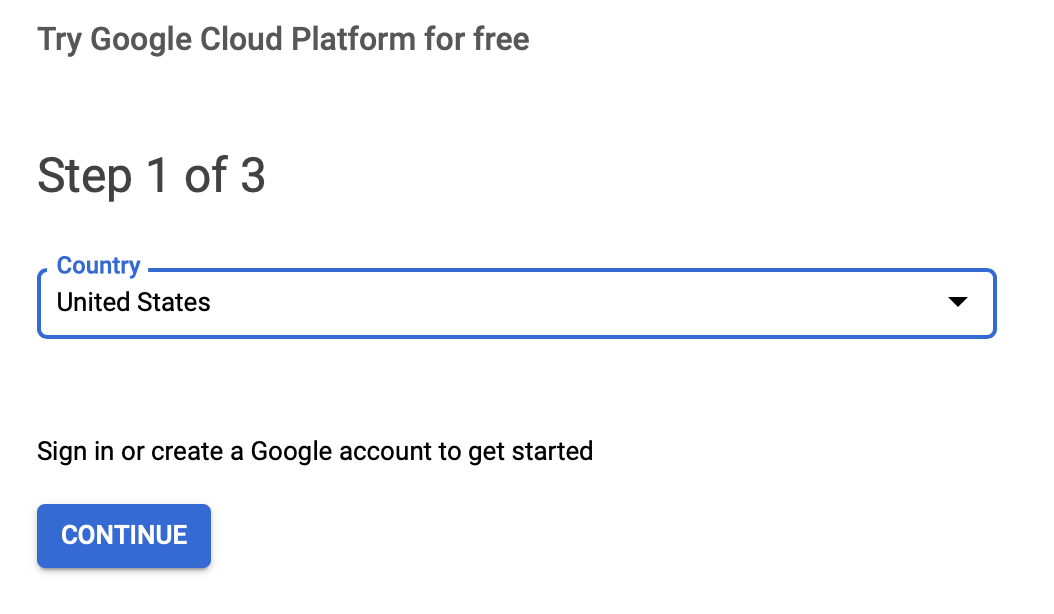 Try Google Cloud Platform for free
Step 1 of 3
Country
United States
Sign in or create a Google account to get started
CONTINUE